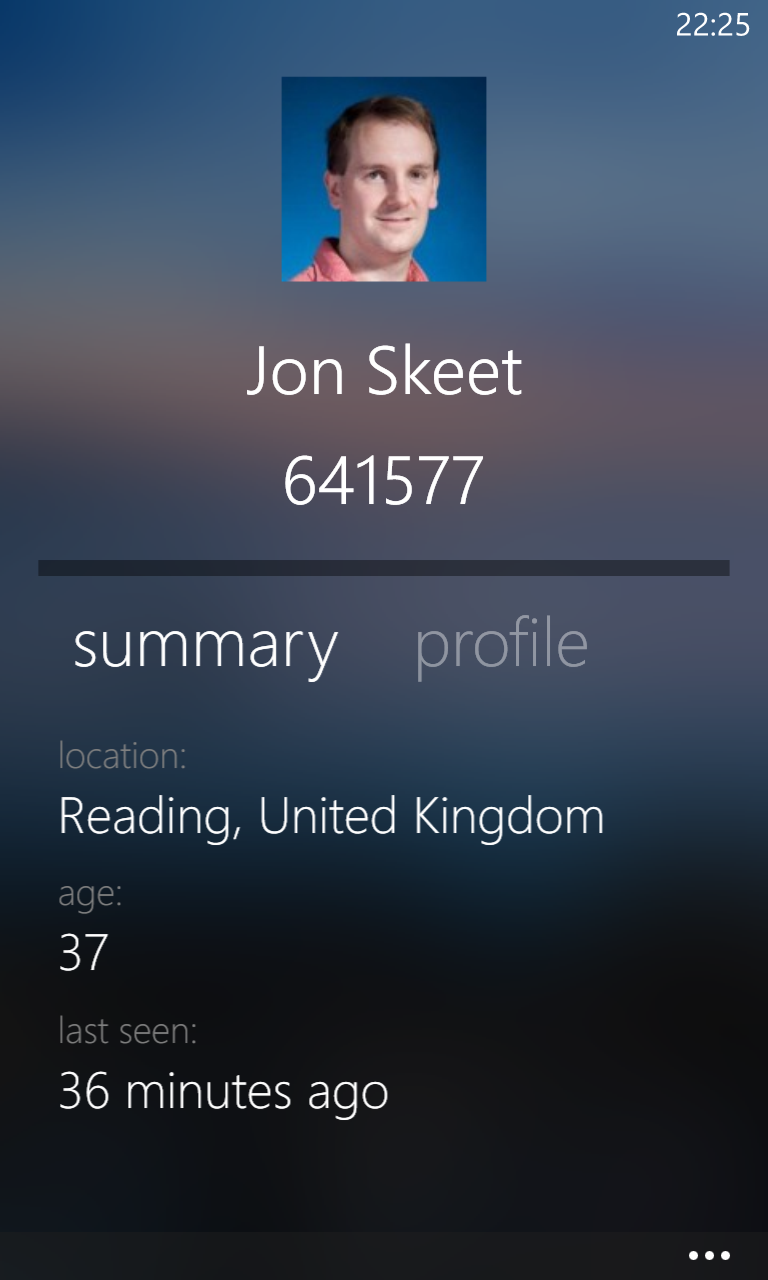 22:25
Jon Skeet
641577
summary profile
location:
Reading, United Kingdom
age:
37
last seen:
36 minutes ago